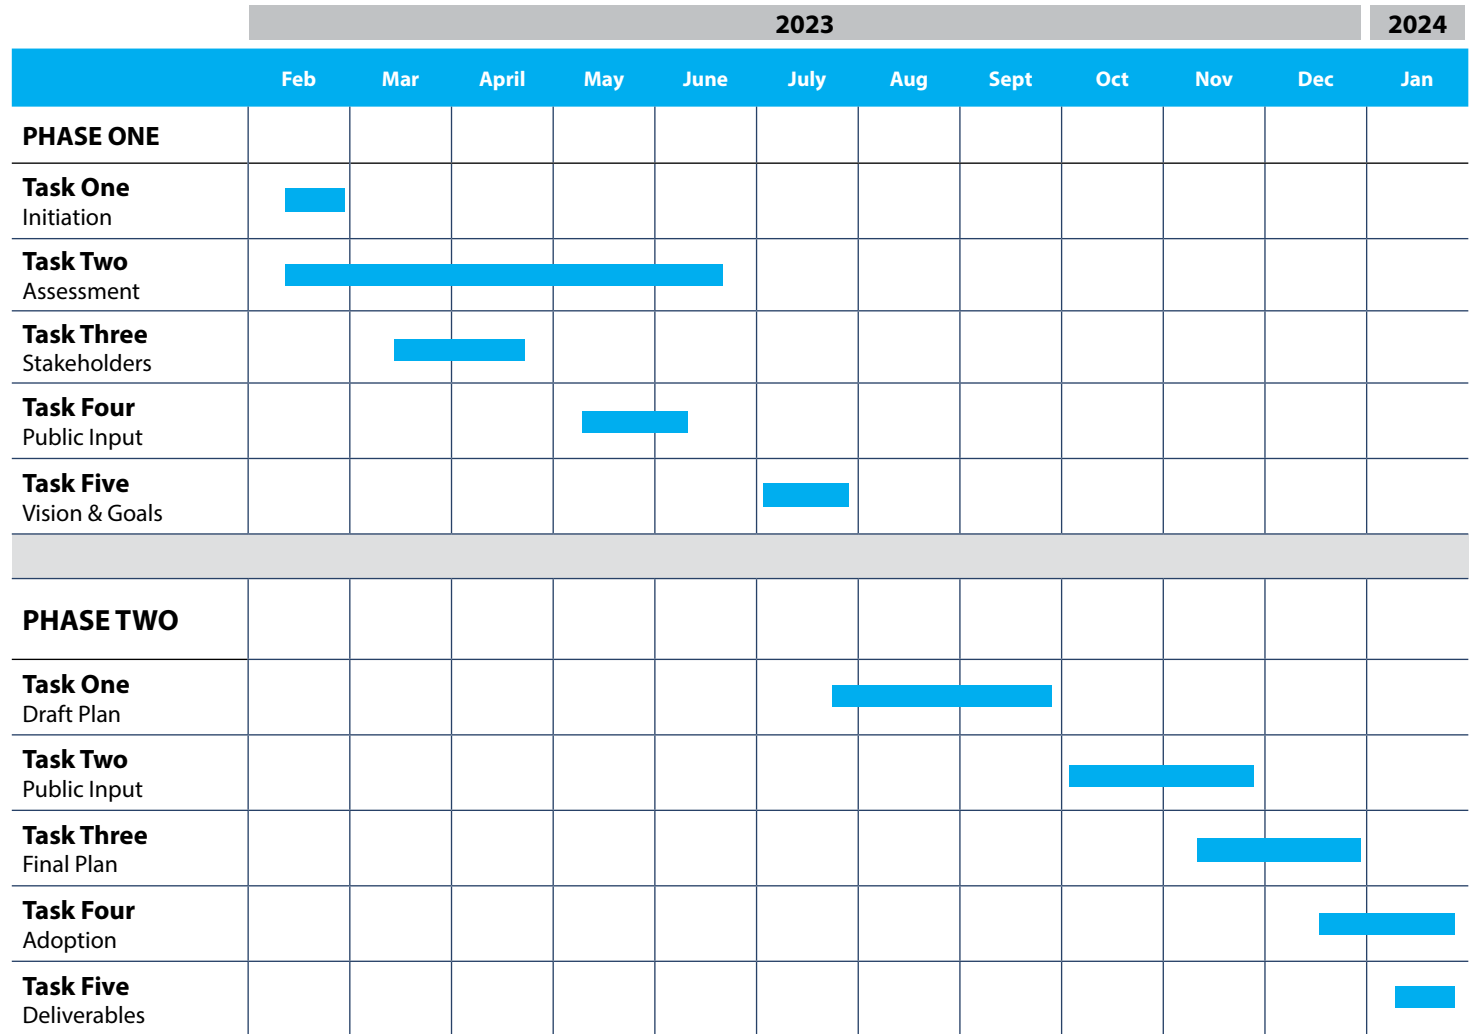 2023 2024
Feb Mar April May June July Aug Sept Oct Nov Dec Jan
PHASE ONE
Task One
Initiation
Task Two
Assessment
Task Three
Stakeholders
Task Four
Public Input
Task Five
Vision & Goals
PHASE TWO
Task One
Draft Plan
Task Two
Public Input
Task Three
Final Plan
Task Four
Adoption
Task Five
Deliverables